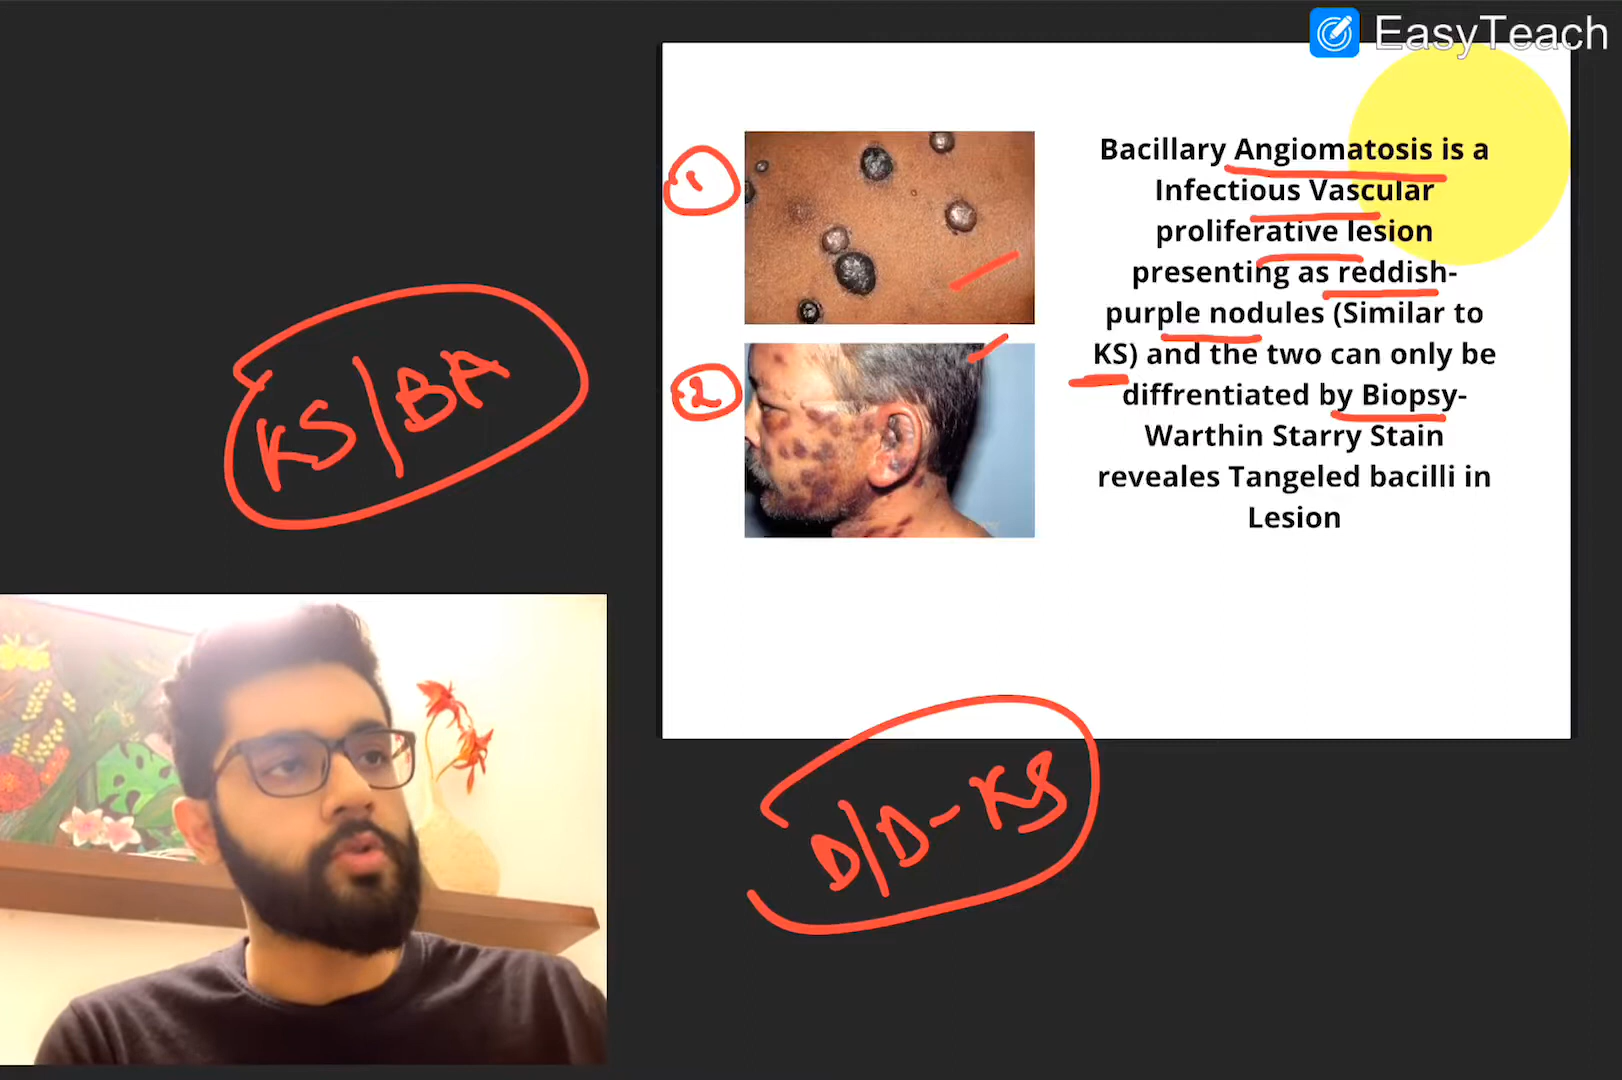 EasyTeach
1
2
Bacillary Angiomatosis is a
Infectious Vascular
proliferative lesion
presenting as reddish-
purple nodules (Similar to
KS) and the two can only be
diffrentiated by Biopsy-
Warthin Starry Stain
reveales Tangeled bacilli in
Lesion
KS/BA
D/D-KS